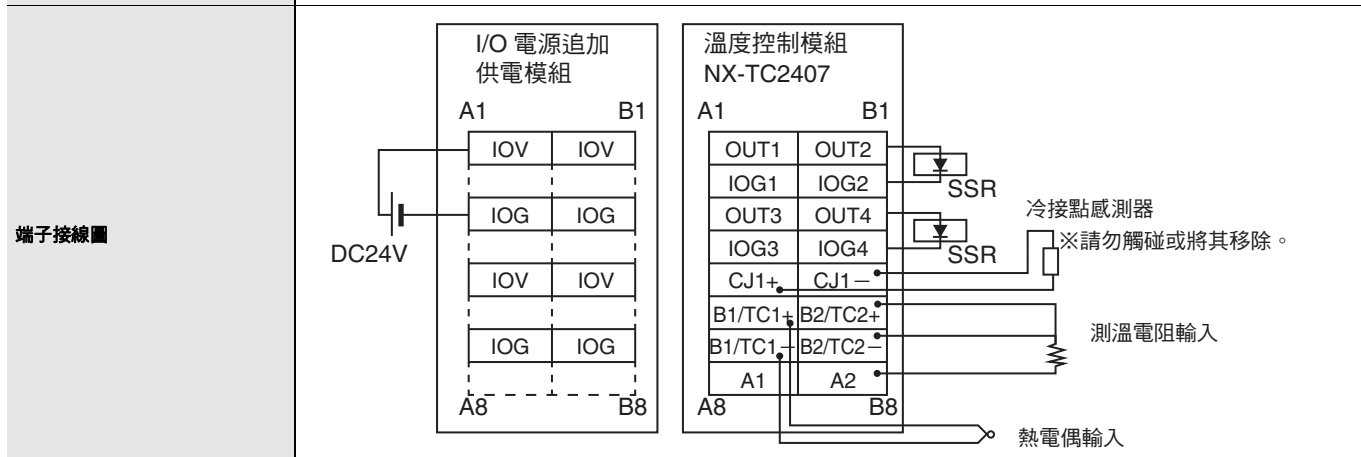 端子接線圖
I/O 電源追加
供電模組
A1 B1
IOV IOV
IOG IOG
DC24V
IOV IOV
IOG IOG
A8 B8
溫度控制模組
NX-TC2407
A1 B1
OUT1 OUT2
IOG1 IOG2
SSR
OUT3 OUT4
IOG3 IOG4
SSR
冷接點感測器
※請勿觸碰或將其移除。
CJ1+ CJ1−
B1/TC1+ B2/TC2+
B1/TC1− B2/TC2−
測溫電阻輸入
A1 A2
A8 B8
熱電偶輸入